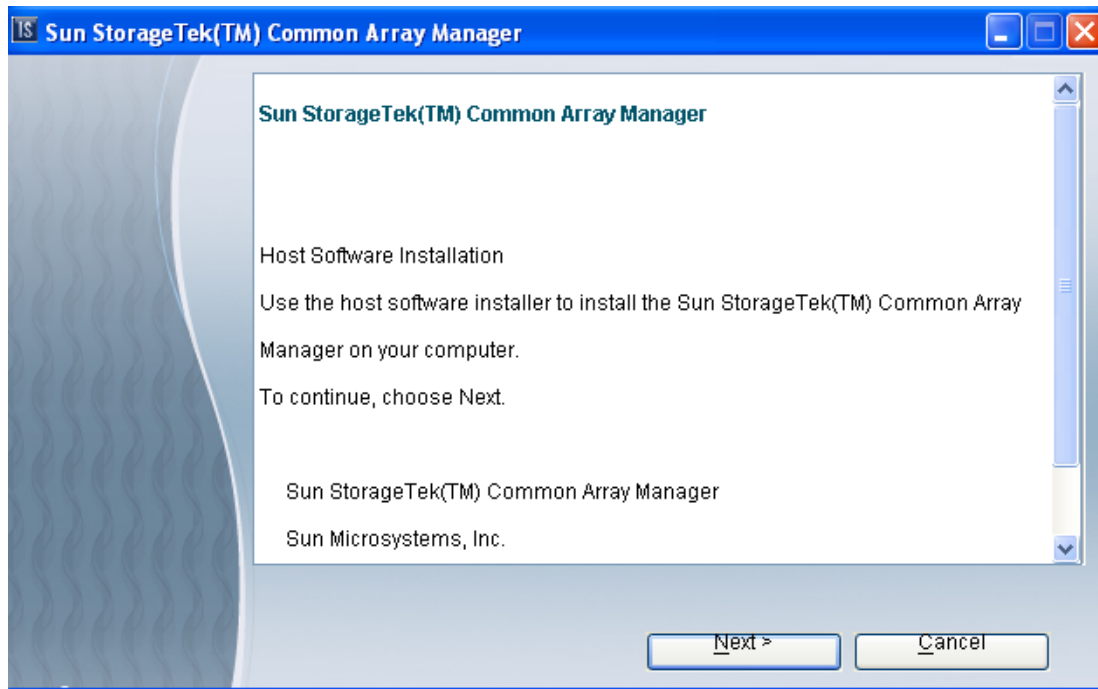 IS Sun StorageTek(TM) Common Array Manager
Sun StorageTek(TM) Common Array Manager
Host Software Installation
Use the host software installer to install the Sun StorageTek(TM) Common Array
Manager on your computer.
To continue, choose Next.
Sun StorageTek(TM) Common Array Manager
Sun Microsystems, Inc.
Next > Cancel